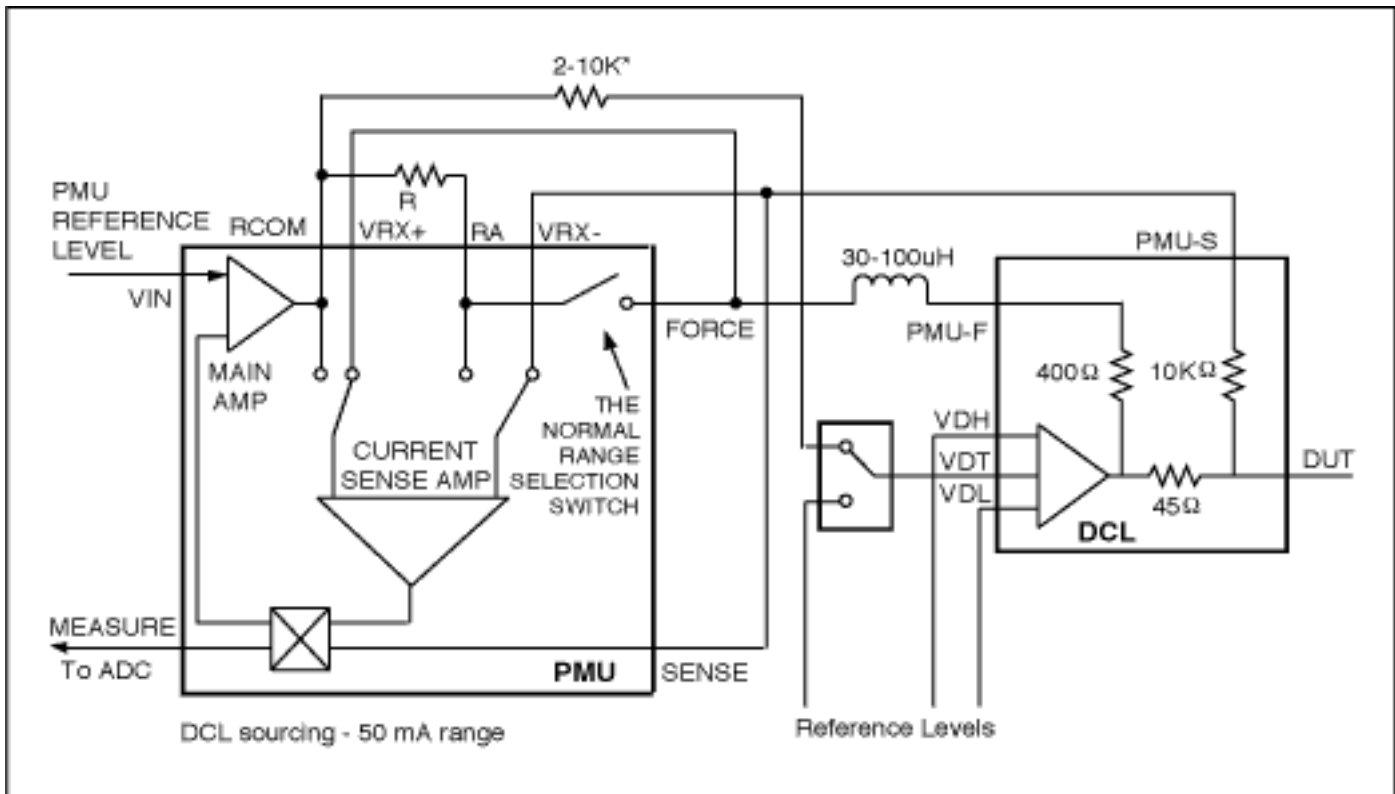 2-10K*
PMU
REFERENCE
LEVEL
RCOM
R
VRX+
RA
VRX-
VIN
PMU-S
30-100uH
FORCE
PMU-F
MAIN
AMP
400Ω
10KΩ
THE
NORMAL
RANGE
SELECTION
SWITCH
CURRENT
SENSE AMP
VDH
VDT
VDL
DUT
45Ω
DCL
MEASURE
To ADC
PMU
SENSE
DCL sourcing - 50 mA range
Reference Levels